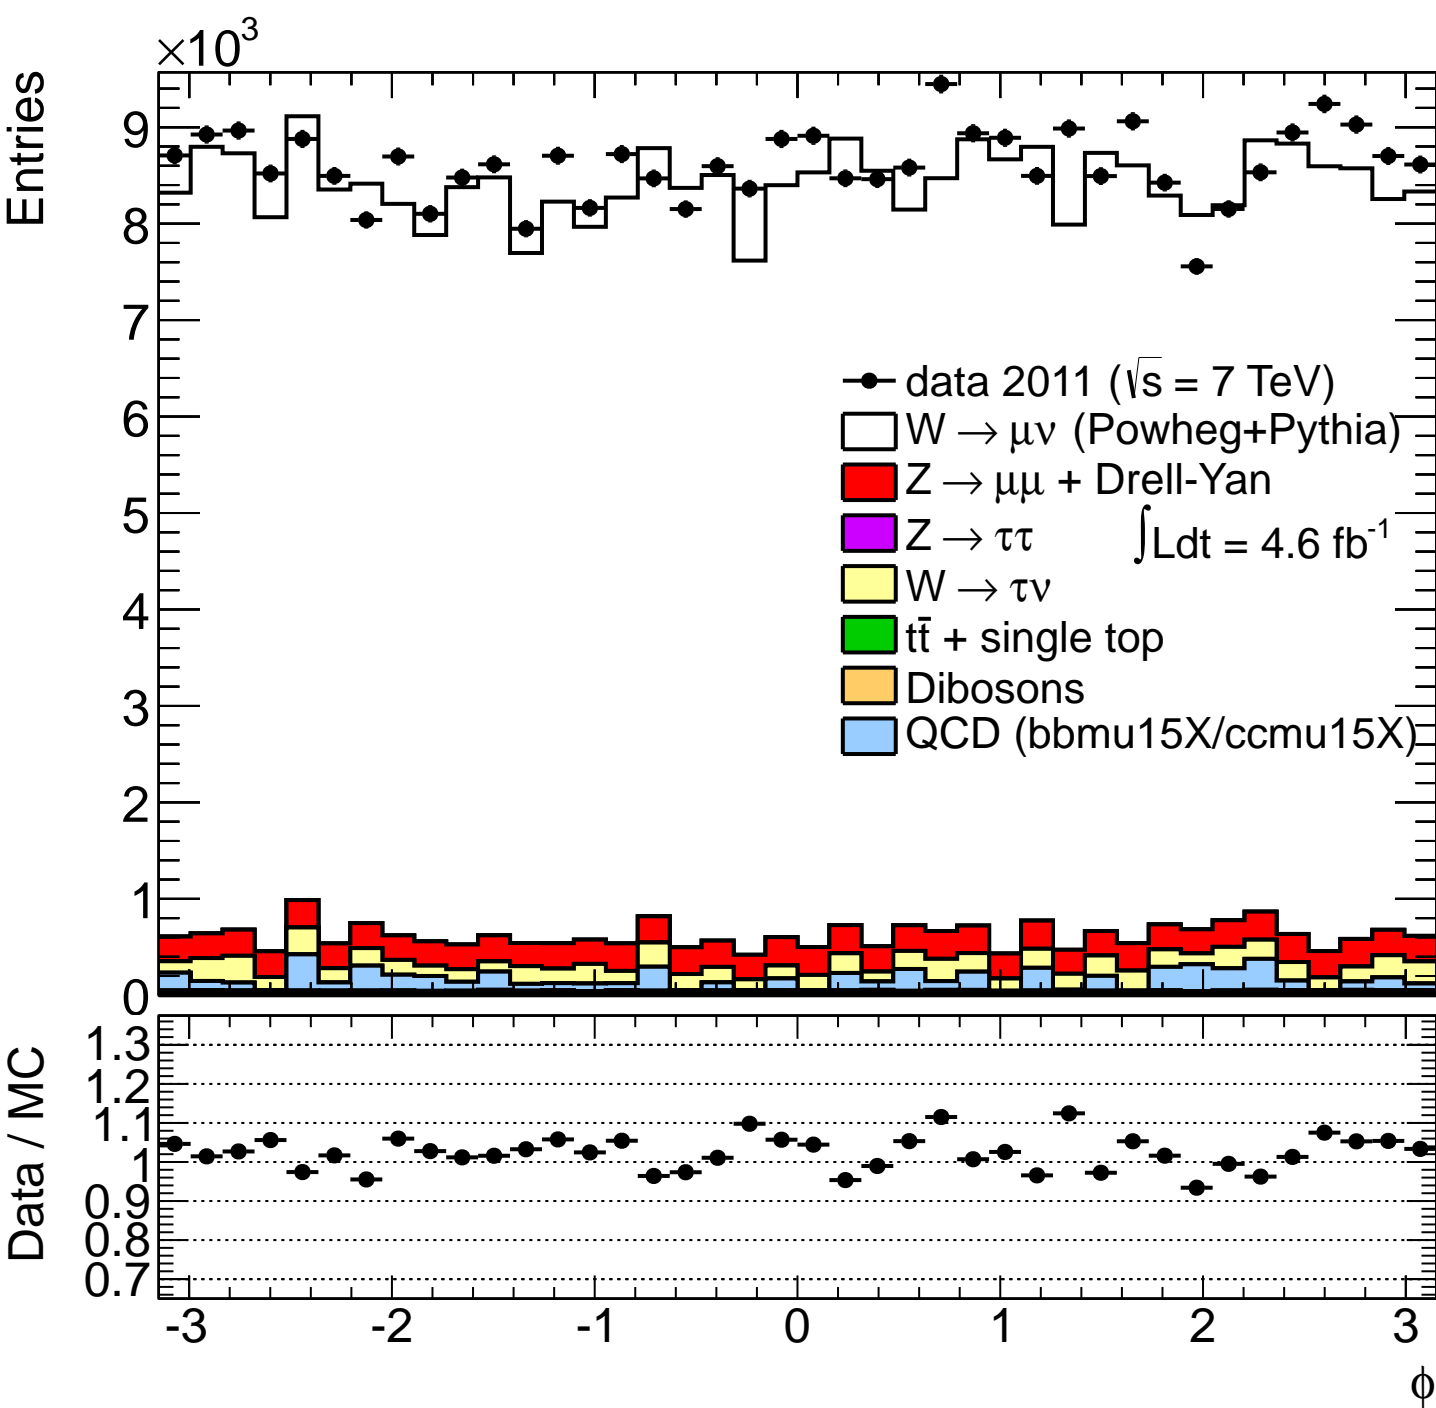 ×10³
Entries
9
8
7
6
5
4
3
2
1
0
data 2011 (√s = 7 TeV)
W → μν (Powheg+Pythia)
Z → μμ + Drell-Yan
Z → ττ
∫Ldt = 4.6 fb⁻¹
W → τν
tt̄ + single top
Dibosons
QCD (bbmu15X/ccmu15X)
Data / MC
1.3
1.2
1.1
1
0.9
0.8
0.7
-3 -2 -1 0 1 2 3
ϕ